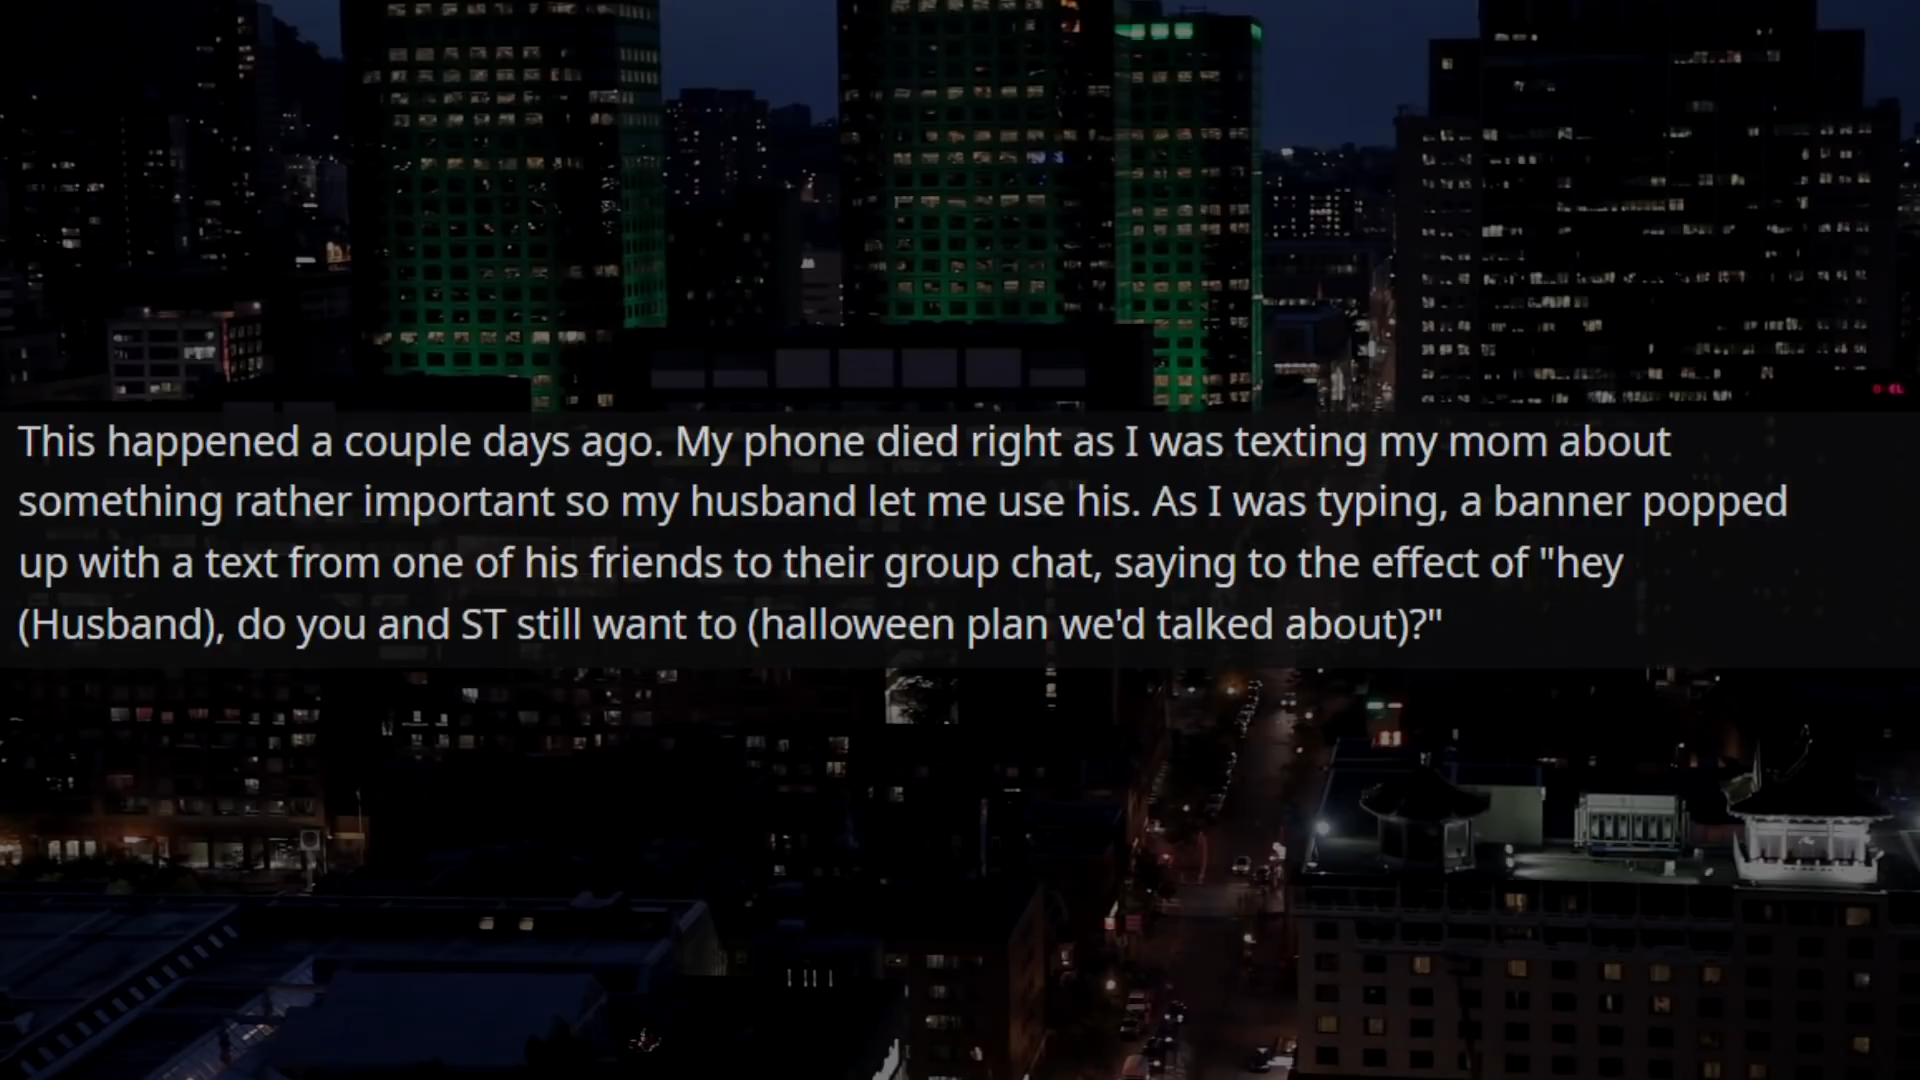 This happened a couple days ago. My phone died right as I was texting my mom about
something rather important so my husband let me use his. As I was typing, a banner popped
up with a text from one of his friends to their group chat, saying to the effect of "hey
(Husband), do you and ST still want to (halloween plan we'd talked about)?"